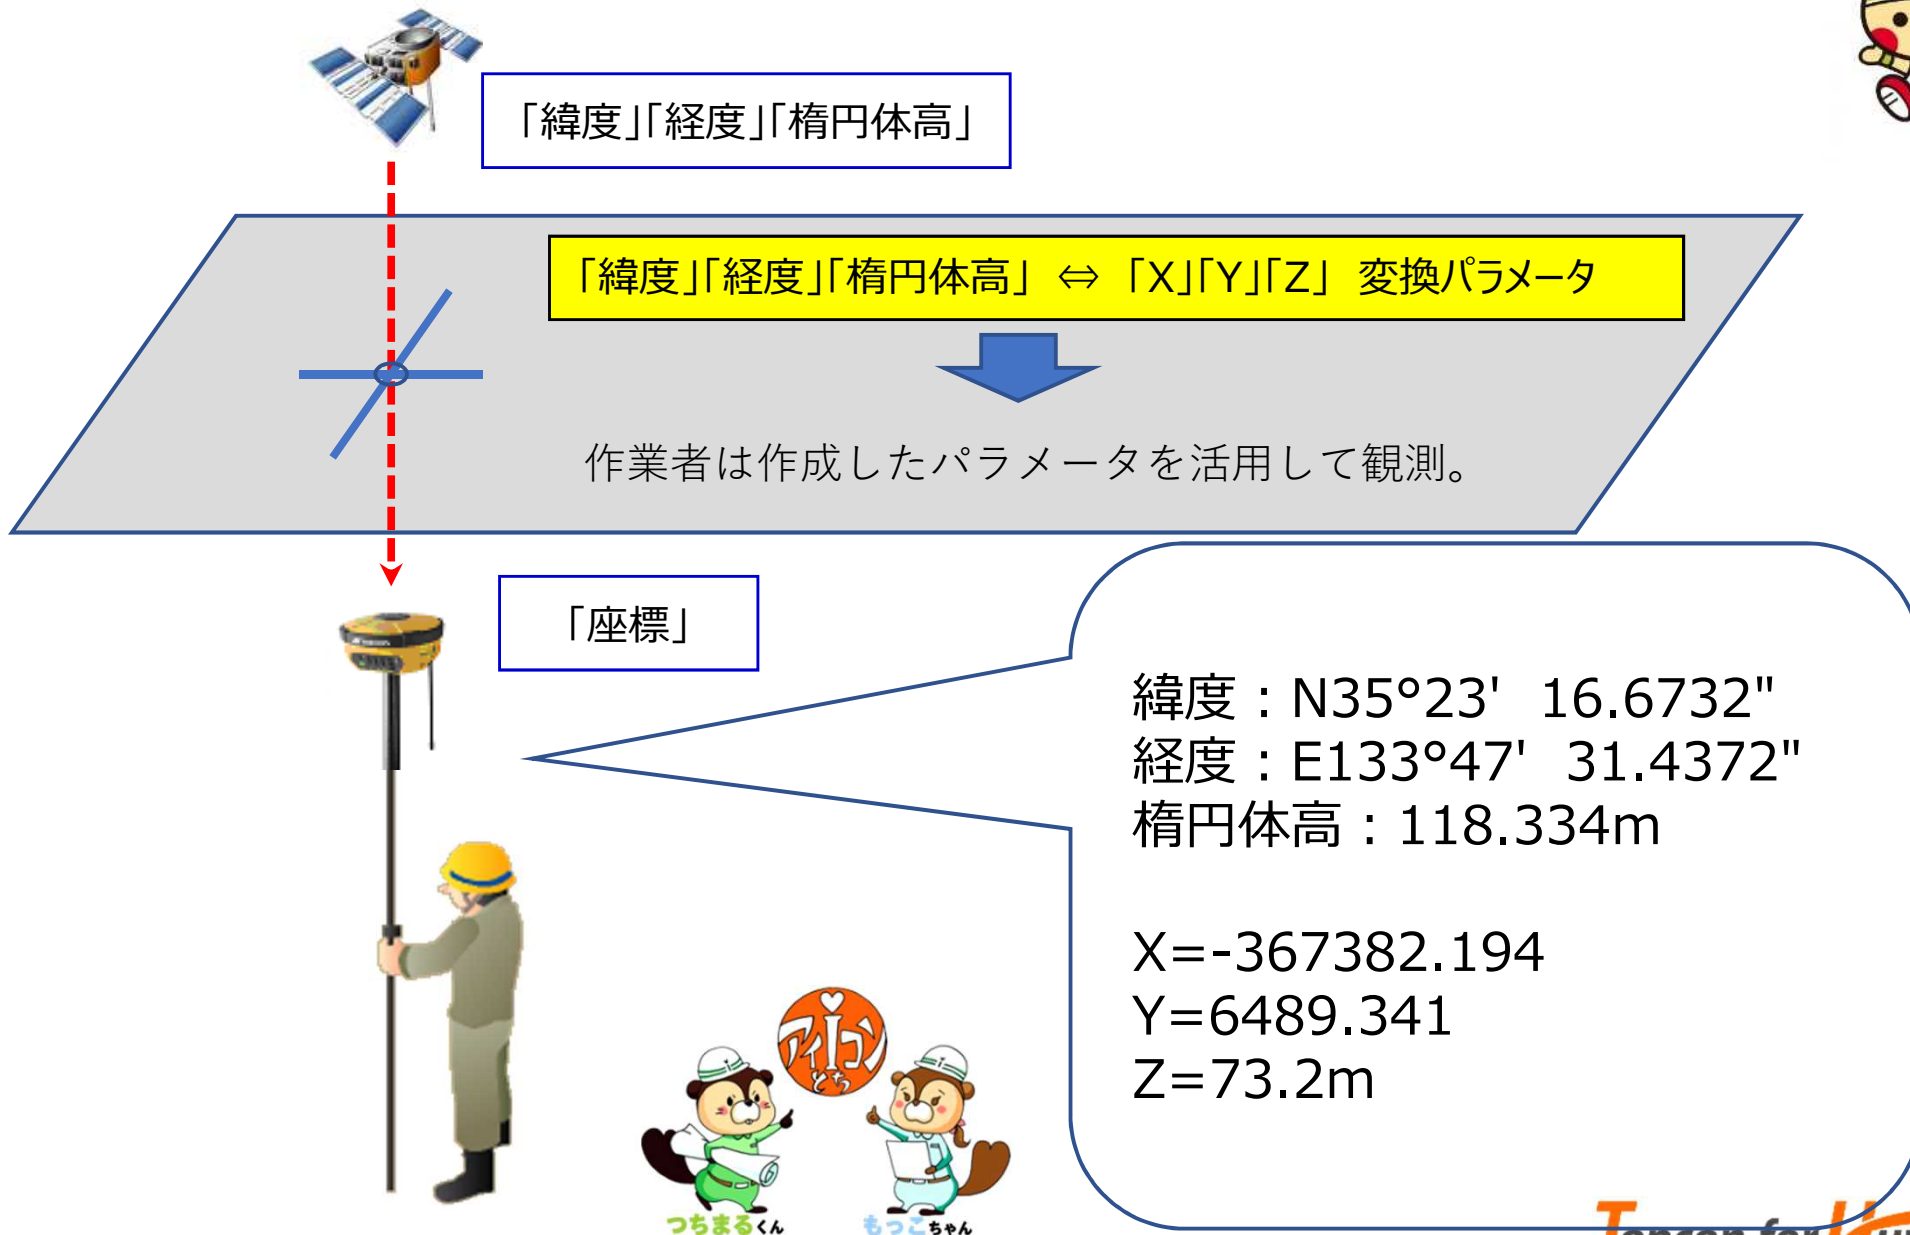 「緯度」「経度」「楕円体高」
「緯度」「経度」「楕円体高」 ⇔ 「X」「Y」「Z」 変換パラメータ
作業者は作成したパラメータを活用して観測。
「座標」
緯度：N35°23' 16.6732"
経度：E133°47' 31.4372"
楕円体高：118.334m
X=-367382.194
Y=6489.341
Z=73.2m
アイコン
とち
つちまるくん
もっこちゃん
Topcon for